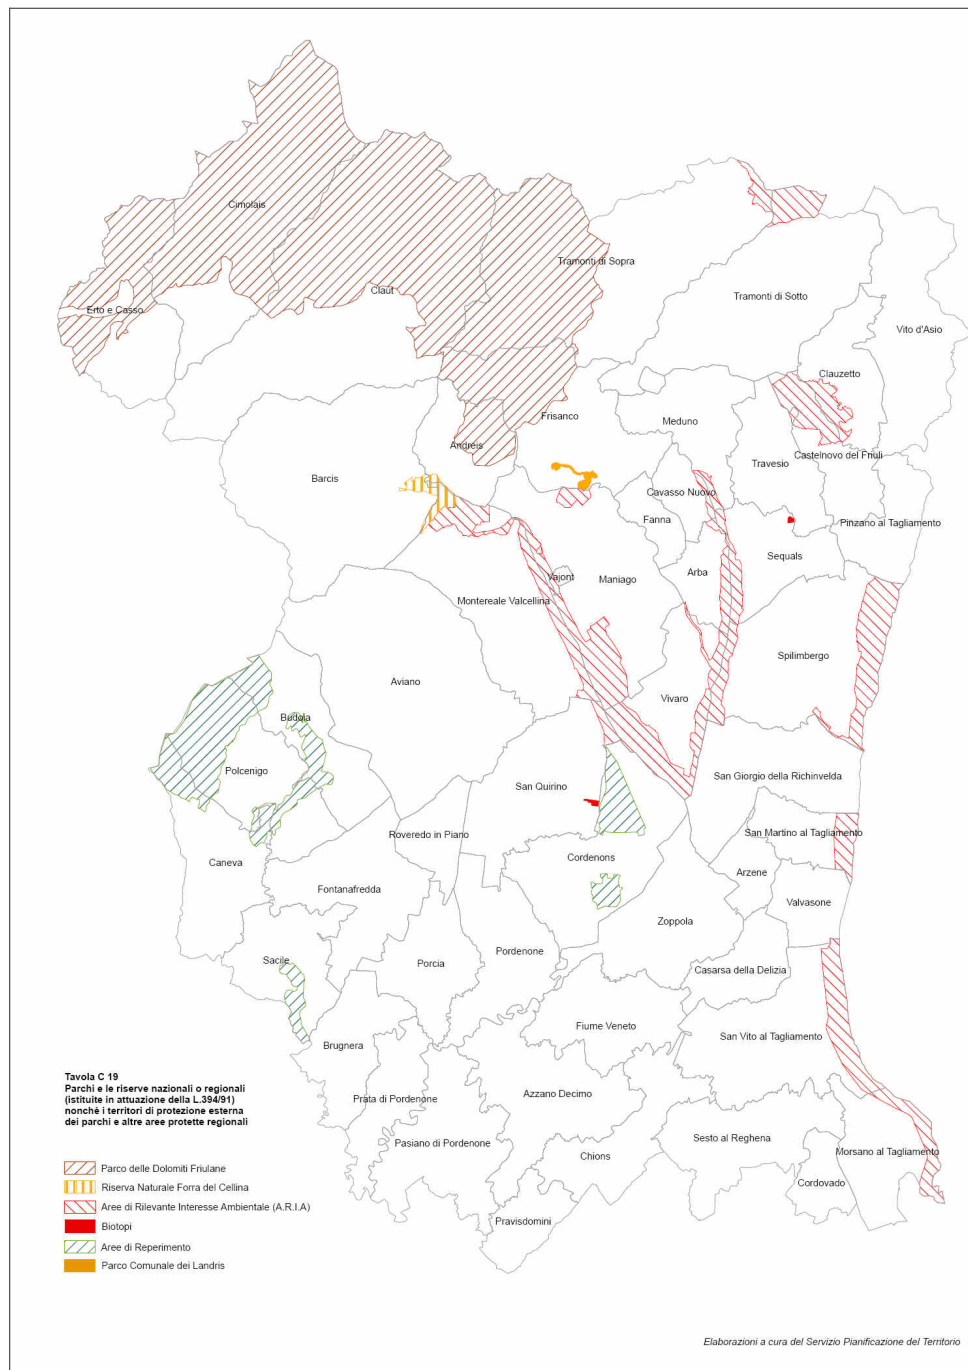 Cimolais
Tramonti di Sopra
Claut
Tramonti di Sotto
Erto e Casso
Vito d'Asio
Clauzetto
Frisanco
Meduno
Andreis
Castelnovo del Friuli
Travesio
Barcis
Cavasso Nuovo
Fanna
Pinzano al Tagliamento
Sequals
Arba
Vajont
Maniago
Montereale Valcellina
Spilimbergo
Aviano
Vivaro
Budoia
Polcenigo
San Giorgio della Richinvelda
San Quirino
Roveredo in Piano
San Martino al Tagliamento
Caneva
Cordenons
Arzene
Fontanafredda
Valvasone
Zoppola
Pordenone
Sacile
Porcia
Casarsa della Delizia
Fiume Veneto
San Vito al Tagliamento
Brugnera
Prata di Pordenone
Azzano Decimo
Pasiano di Pordenone
Sesto al Reghena
Chions
Morsano al Tagliamento
Cordovado
Pravisdomini
Tavola C 19
Parchi e le riserve nazionali o regionali
(istituite in attuazione della L.394/91)
nonchè i territori di protezione esterna
dei parchi e altre aree protette regionali
Parco delle Dolomiti Friulane
Riserva Naturale Forra del Cellina
Aree di Rilevante Interesse Ambientale (A.R.I.A)
Biotopi
Aree di Reperimento
Parco Comunale dei Landris
Elaborazioni a cura del Servizio Pianificazione del Territorio